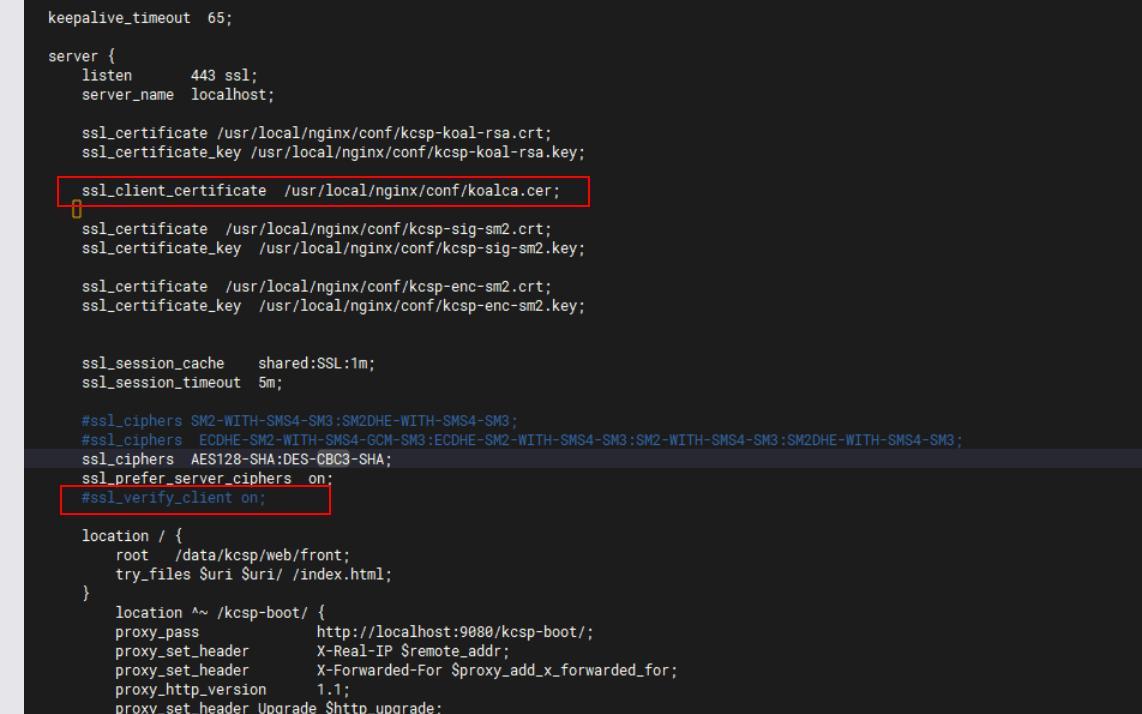 keepalive_timeout  65;
server {
listen       443 ssl;
server_name  localhost;
ssl_certificate /usr/local/nginx/conf/kcsp-koal-rsa.crt;
ssl_certificate_key /usr/local/nginx/conf/kcsp-koal-rsa.key;
ssl_client_certificate  /usr/local/nginx/conf/koalca.cer;
ssl_certificate  /usr/local/nginx/conf/kcsp-sig-sm2.crt;
ssl_certificate_key  /usr/local/nginx/conf/kcsp-sig-sm2.key;
ssl_certificate  /usr/local/nginx/conf/kcsp-enc-sm2.crt;
ssl_certificate_key  /usr/local/nginx/conf/kcsp-enc-sm2.key;
ssl_session_cache    shared:SSL:1m;
ssl_session_timeout  5m;
#ssl_ciphers SM2-WITH-SMS4-SM3:SM2DHE-WITH-SMS4-SM3;
#ssl_ciphers  ECDHE-SM2-WITH-SMS4-GCM-SM3:ECDHE-SM2-WITH-SMS4-SM3:SM2-WITH-SMS4-SM3:SM2DHE-WITH-SMS4-SM3;
ssl_ciphers  AES128-SHA:DES-CBC3-SHA;
ssl_prefer_server_ciphers  on;
#ssl_verify_client on;
location / {
root   /data/kcsp/web/front;
try_files $uri $uri/ /index.html;
}
location ^~ /kcsp-boot/ {
proxy_pass              http://localhost:9080/kcsp-boot/;
proxy_set_header        X-Real-IP $remote_addr;
proxy_set_header        X-Forwarded-For $proxy_add_x_forwarded_for;
proxy_http_version      1.1;
proxy_set_header Upgrade $http_upgrade;